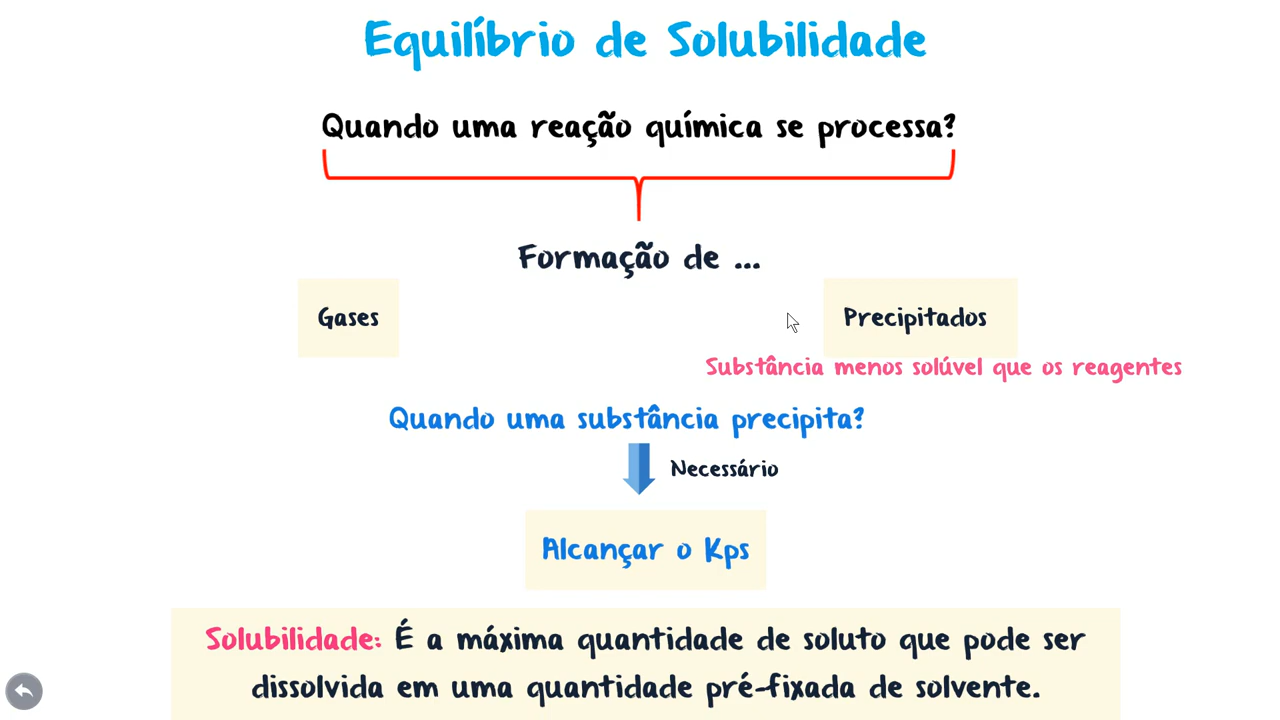 Equilíbrio de Solubilidade
Quando uma reação química se processa?
Formação de ...
Gases
Precipitados
Substância menos solúvel que os reagentes
Quando uma substância precipita?
Necessário
Alcançar o Kps
Solubilidade: É a máxima quantidade de soluto que pode ser
dissolvida em uma quantidade pré-fixada de solvente.